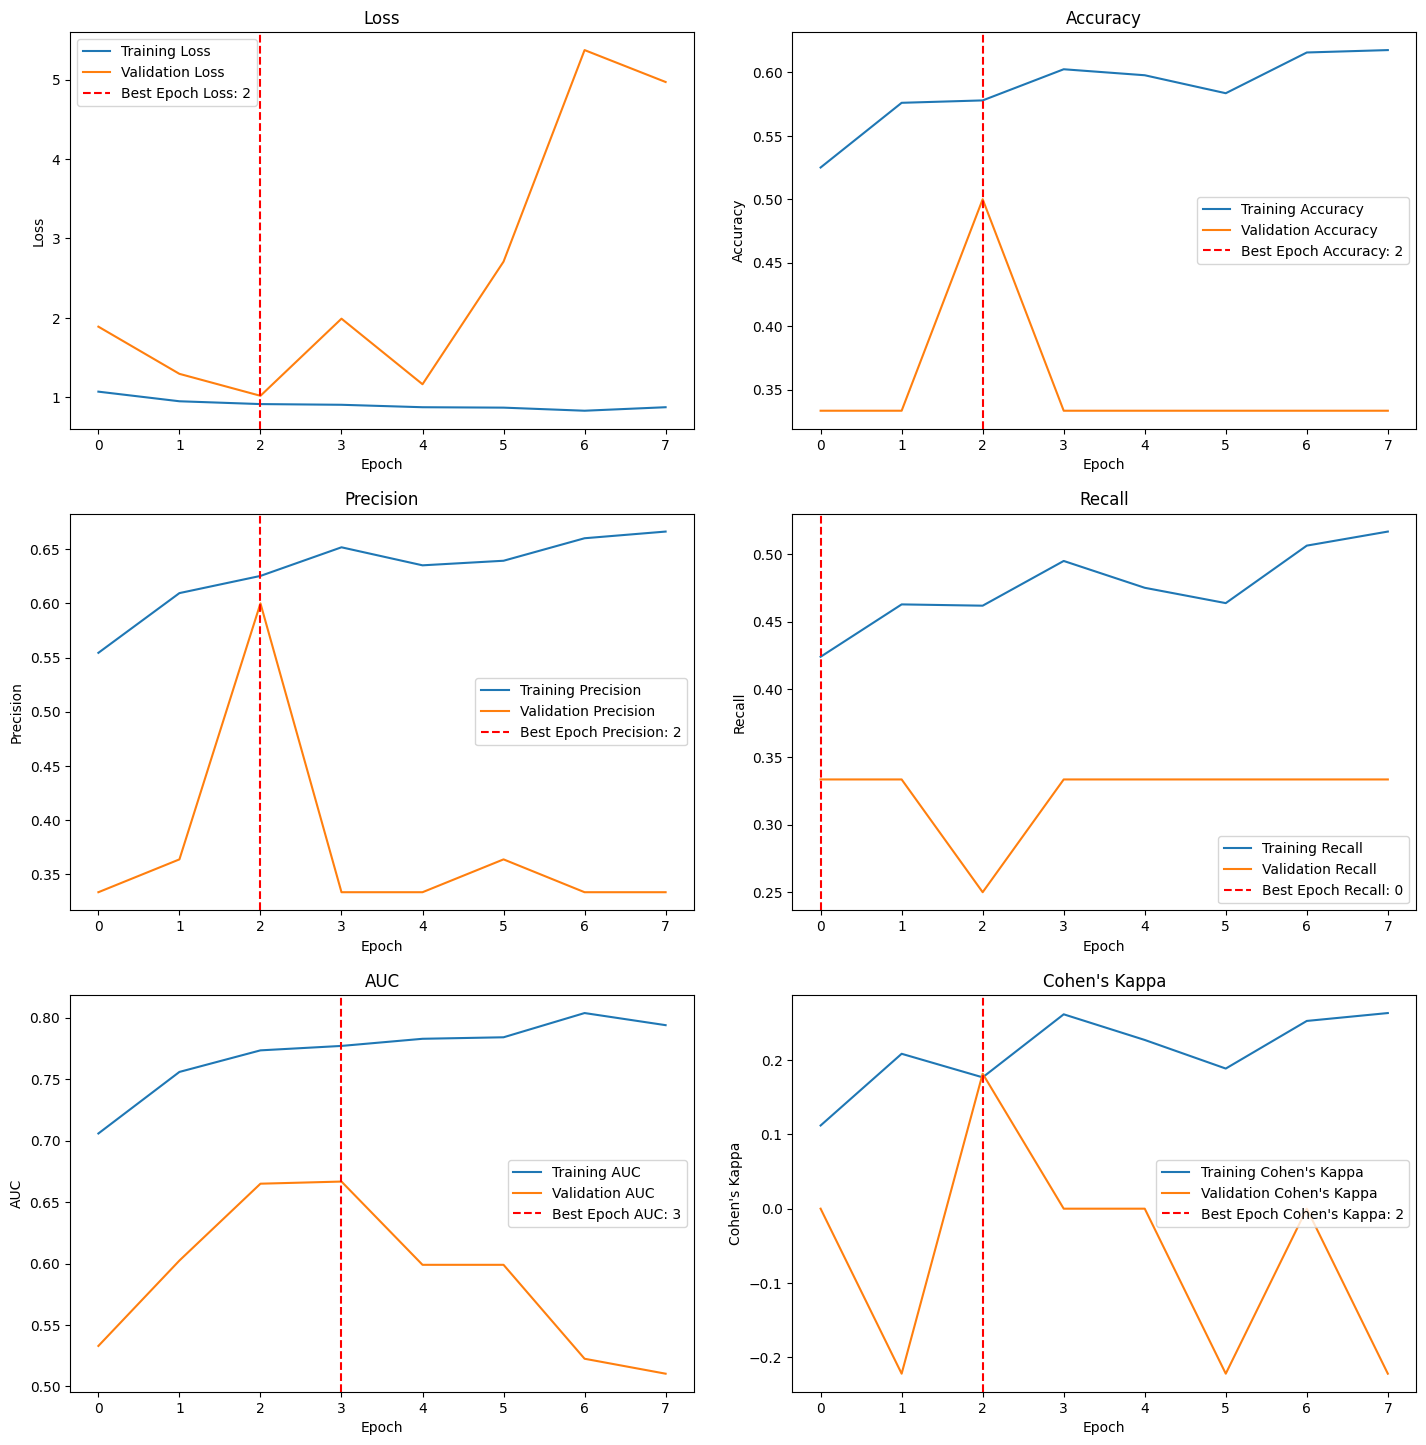 Loss
Training Loss
Validation Loss
Best Epoch Loss: 2
5
4
3
2
1
Loss
0 1 2 3 4 5 6 7
Epoch
Accuracy
0.60
0.55
0.50
0.45
0.40
0.35
Accuracy
Training Accuracy
Validation Accuracy
Best Epoch Accuracy: 2
0 1 2 3 4 5 6 7
Epoch
Precision
0.65
0.60
0.55
0.50
0.45
0.40
0.35
Precision
Training Precision
Validation Precision
Best Epoch Precision: 2
0 1 2 3 4 5 6 7
Epoch
Recall
0.50
0.45
0.40
0.35
0.30
0.25
Recall
Training Recall
Validation Recall
Best Epoch Recall: 0
0 1 2 3 4 5 6 7
Epoch
AUC
0.80
0.75
0.70
0.65
0.60
0.55
0.50
AUC
Training AUC
Validation AUC
Best Epoch AUC: 3
0 1 2 3 4 5 6 7
Epoch
Cohen's Kappa
0.2
0.1
0.0
−0.1
−0.2
Cohen's Kappa
Training Cohen's Kappa
Validation Cohen's Kappa
Best Epoch Cohen's Kappa: 2
0 1 2 3 4 5 6 7
Epoch